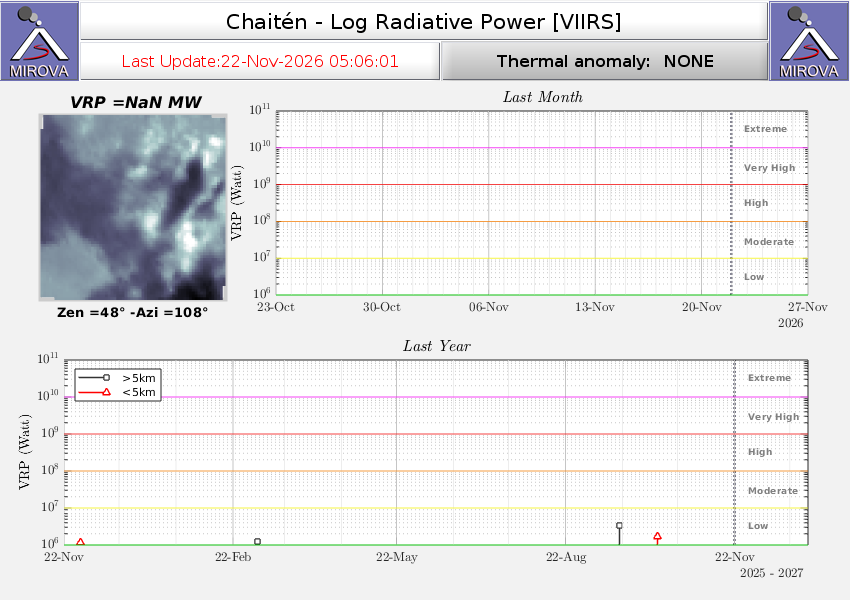 MIROVA
Chaitén - Log Radiative Power [VIIRS]
MIROVA
Last Update:22-Nov-2026 05:06:01
Thermal anomaly: NONE
VRP =NaN MW
Zen =48° -Azi =108°
Last Month
VRP (Watt)
10^11
10^10
10^9
10^8
10^7
10^6
Extreme
Very High
High
Moderate
Low
23-Oct 30-Oct 06-Nov 13-Nov 20-Nov 27-Nov
2026
Last Year
VRP (Watt)
10^11
10^10
10^9
10^8
10^7
10^6
>5km
<5km
Extreme
Very High
High
Moderate
Low
22-Nov 22-Feb 22-May 22-Aug 22-Nov
2025 - 2027